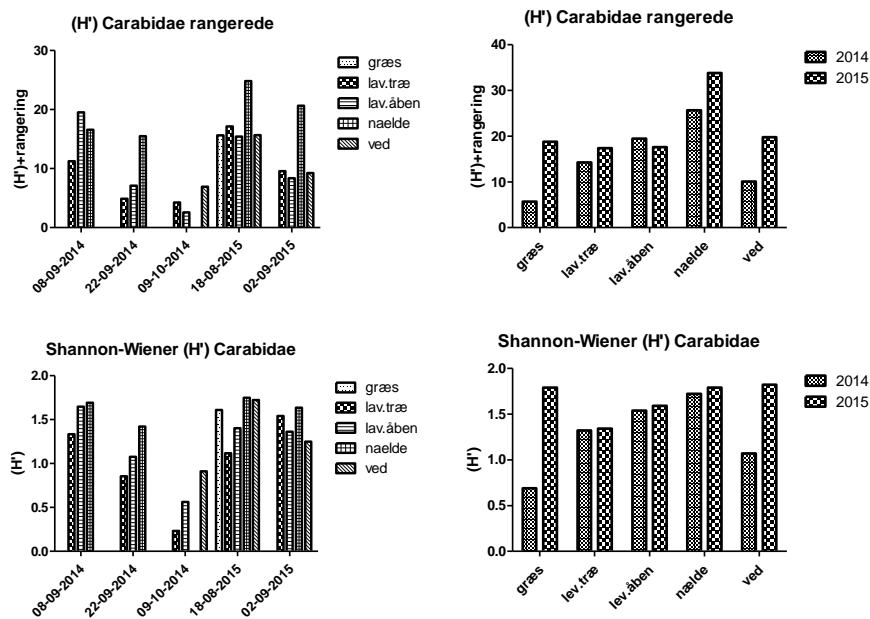 (H') Carabidae rangerede
(H')+rangering
30
20
10
0
08-09-2014
22-09-2014
09-10-2014
18-08-2015
02-09-2015
græs
lav.træ
lav.åben
naelde
ved
(H') Carabidae rangerede
(H')+rangering
40
30
20
10
0
græs
lav.træ
lav.åben
naelde
ved
2014
2015
Shannon-Wiener (H') Carabidae
(H')
2.0
1.5
1.0
0.5
0.0
08-09-2014
22-09-2014
09-10-2014
18-08-2015
02-09-2015
græs
lav.træ
lav.åben
naelde
ved
Shannon-Wiener (H') Carabidae
(H')
2.0
1.5
1.0
0.5
0.0
græs
lev.træ
lev.åben
nælde
ved
2014
2015